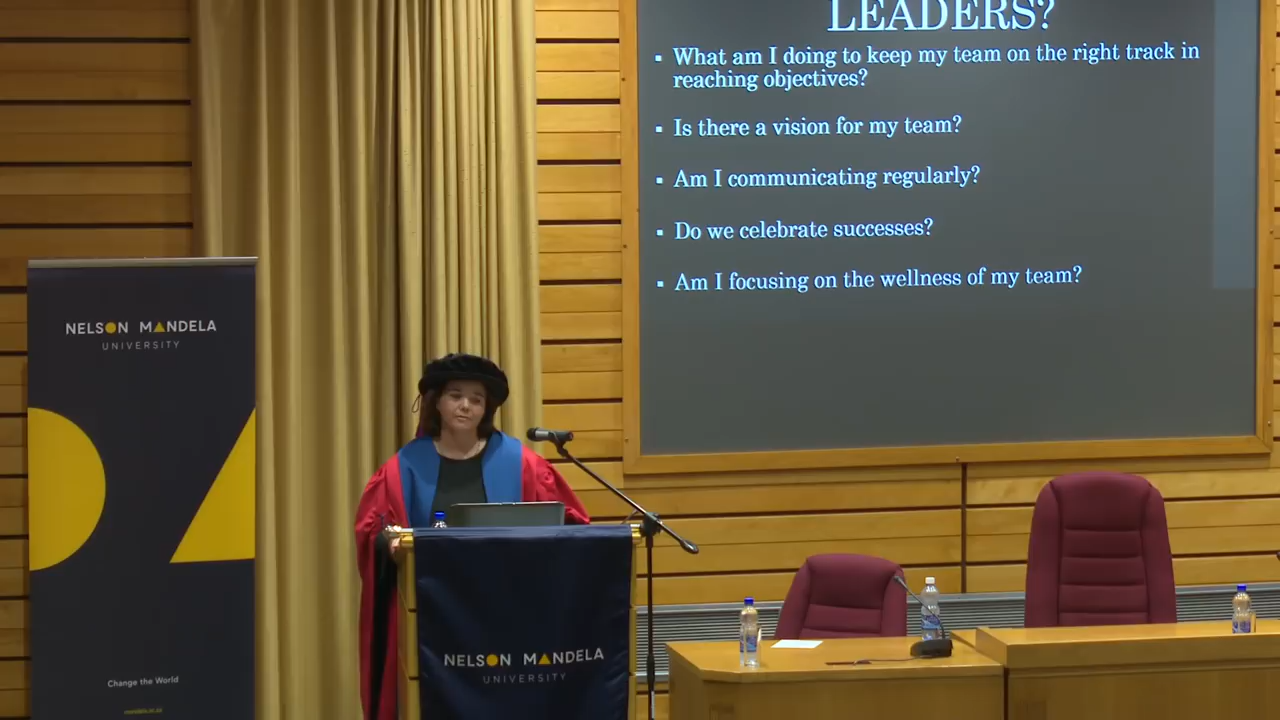 LEADERS?
▪ What am I doing to keep my team on the right track in
reaching objectives?
▪ Is there a vision for my team?
▪ Am I communicating regularly?
▪ Do we celebrate successes?
▪ Am I focusing on the wellness of my team?
NELSON MANDELA
UNIVERSITY
Change the World
NELSON MANDELA
UNIVERSITY